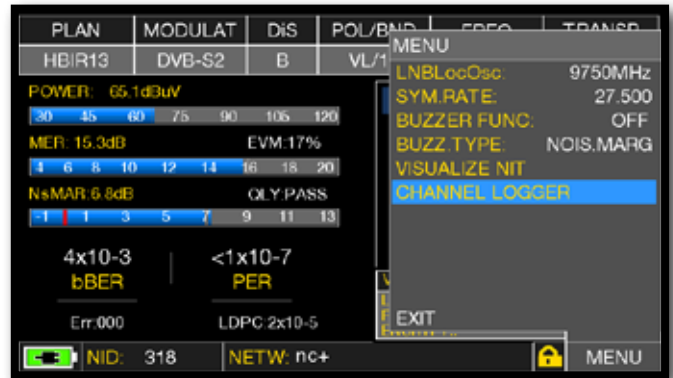 PLAN MODULAT DiS POL/BND FREQ TRANSP
HBIR13 DVB-S2 B VL/1
MENU
LNBLocOsc: 9750MHz
SYM.RATE: 27.500
BUZZER FUNC: OFF
BUZZ.TYPE: NOIS.MARG
VISUALIZE NIT
CHANNEL LOGGER
EXIT
POWER: 65.1dBuV
30 45 60 75 90 105 120
MER: 15.3dB EVM:17%
4 6 8 10 12 14 16 18 20
NsMAR:6.8dB QLY:PASS
-1 1 3 5 7 9 11 13
4x10-3 <1x10-7
bBER PER
Err:000 LDPC:2x10-5
NID: 318 NETW: nc+ MENU